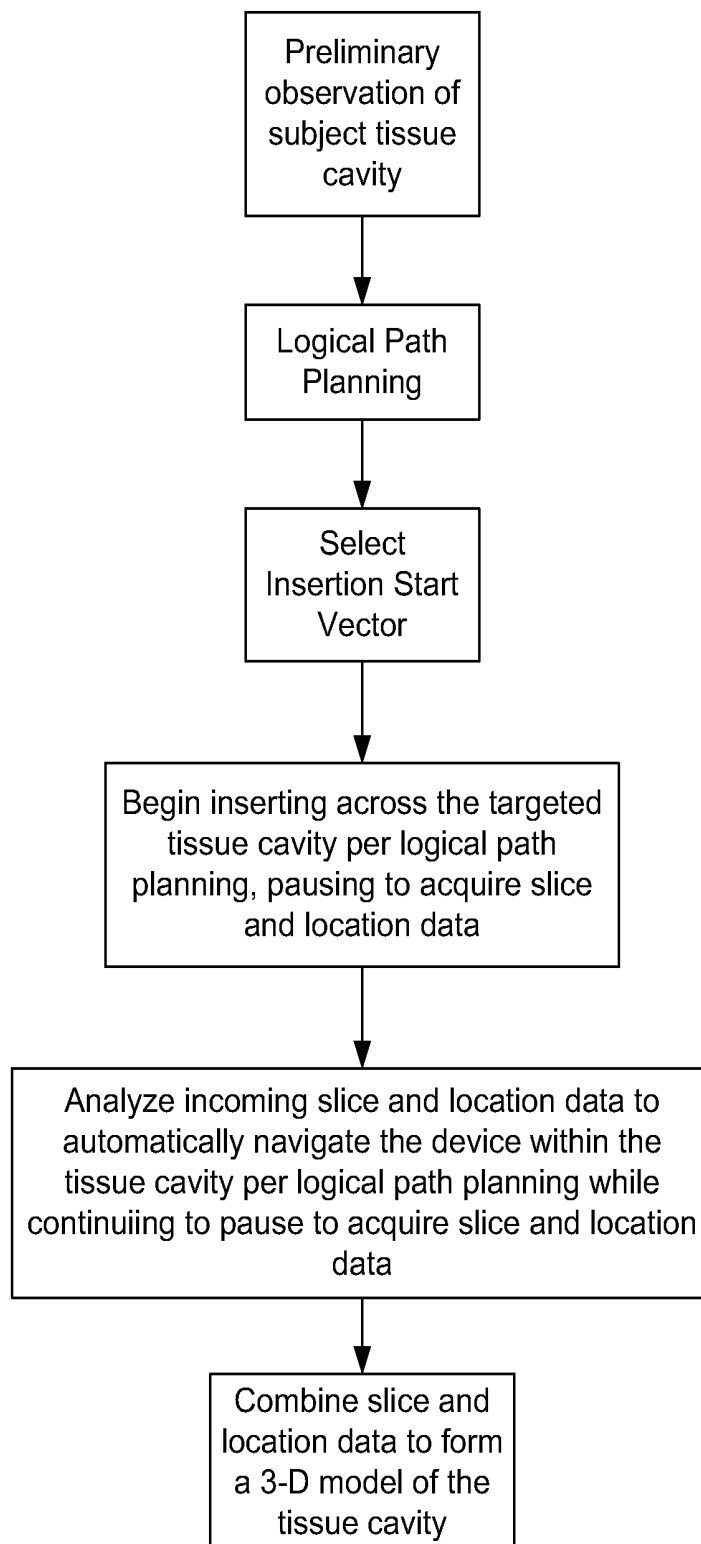 Preliminary
observation of
subject tissue
cavity
Logical Path
Planning
Select
Insertion Start
Vector
Begin inserting across the targeted
tissue cavity per logical path
planning, pausing to acquire slice
and location data
Analyze incoming slice and location data to
automatically navigate the device within the
tissue cavity per logical path planning while
continuiing to pause to acquire slice and location
data
Combine slice and
location data to form
a 3-D model of the
tissue cavity